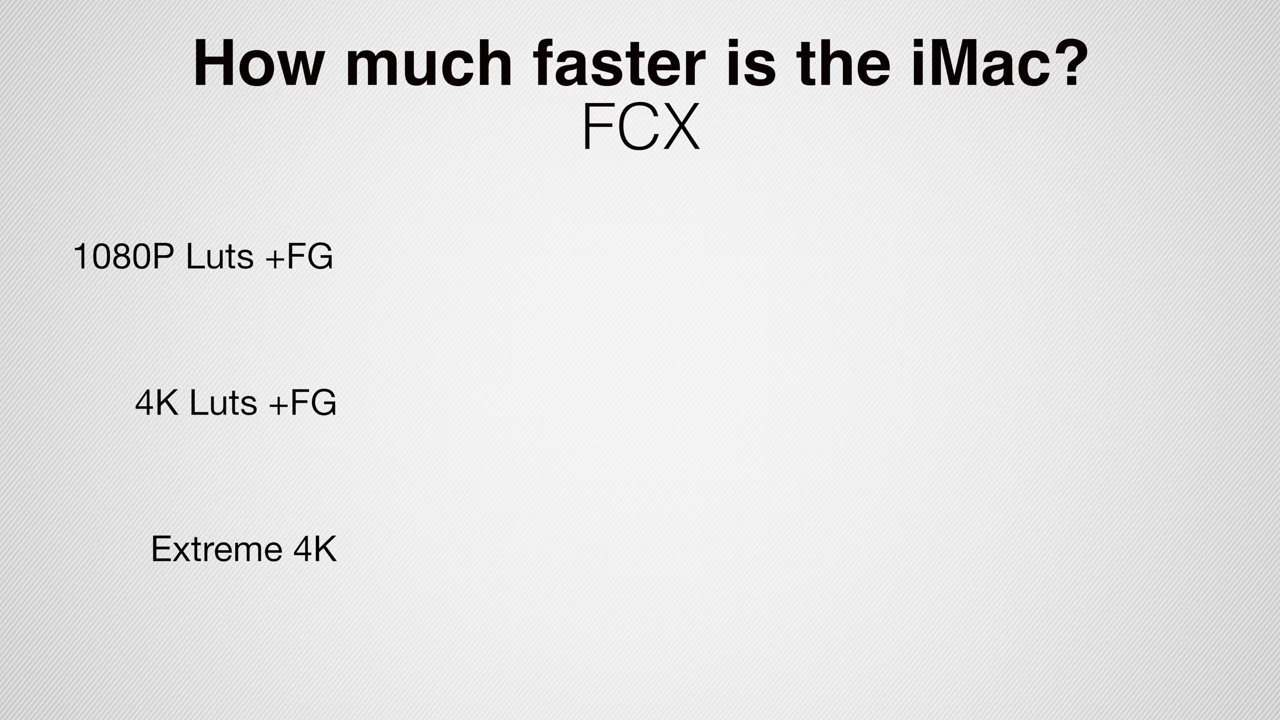 How much faster is the iMac?
FCX
1080P Luts +FG
4K Luts +FG
Extreme 4K